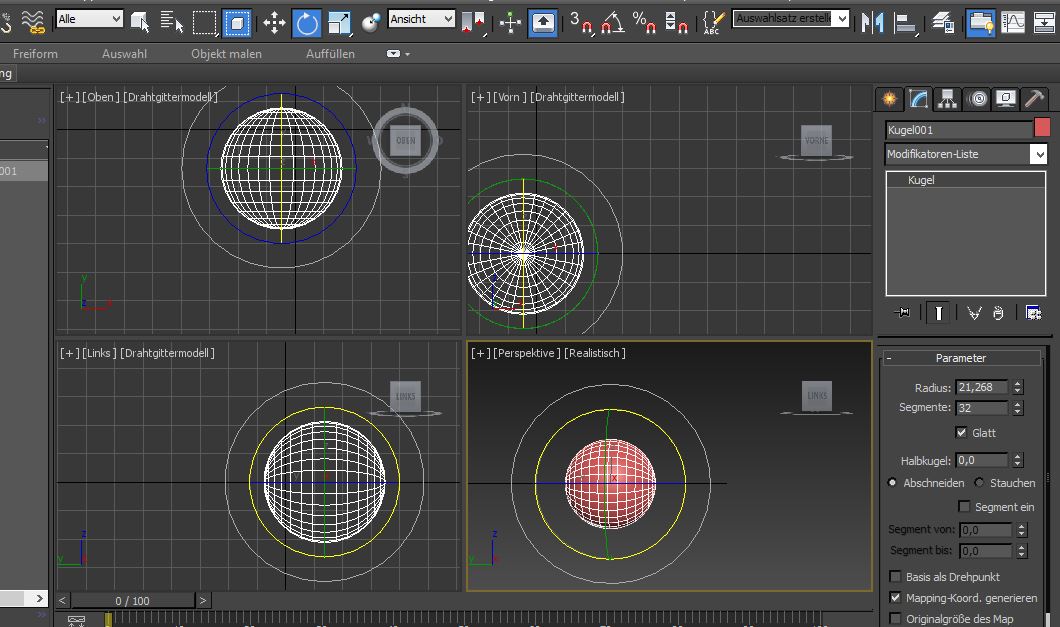 Alle
Ansicht
3
%
ABC
Auswahlsatz erstelle
Freiform Auswahl Objekt malen Auffüllen
ng
001
[+][Oben][Drahtgittermodell]
OBEN
x
y
z
x
[+][Vorn][Drahtgittermodell]
VORNE
x
[+][Links][Drahtgittermodell]
LINKS
z
y
[+][Perspektive][Realistisch]
LINKS
x
z
y
Kugel001
Modifikatoren-Liste
Kugel
- Parameter
Radius: 21,268
Segmente: 32
Glatt
Halbkugel: 0,0
Abschneiden Stauchen
Segment ein
Segment von: 0,0
Segment bis: 0,0
Basis als Drehpunkt
Mapping-Koord. generieren
Originalgröße des Map
>
<  0 / 100  >